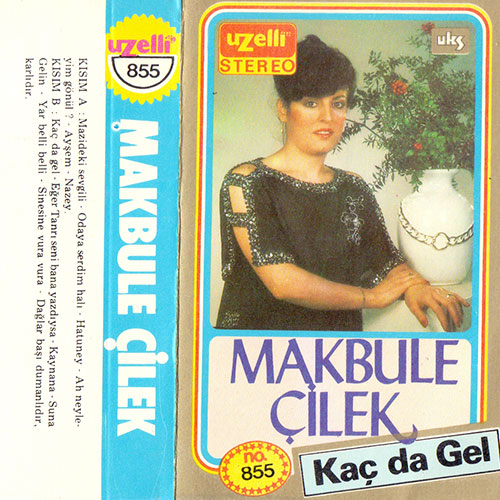 KISIM A : Mazideki sevgili - Odaya serdim halı - Hatuney - Ah neyle-
yim gönül ? - Ayşem - Nazey.
KISIM B : Kaç da gel - Eğer Tanrı seni bana yazdıysa - Kaynana - Suna
Gelin - Yâr belli belli - Sinesine vura vura - Dağlar başı dumanlıdır,
karlıdır.
uzelli
855
MAKBULE ÇİLEK
uzelli
STEREO
uks
MAKBULE
ÇİLEK
no.
855
Kaç da Gel